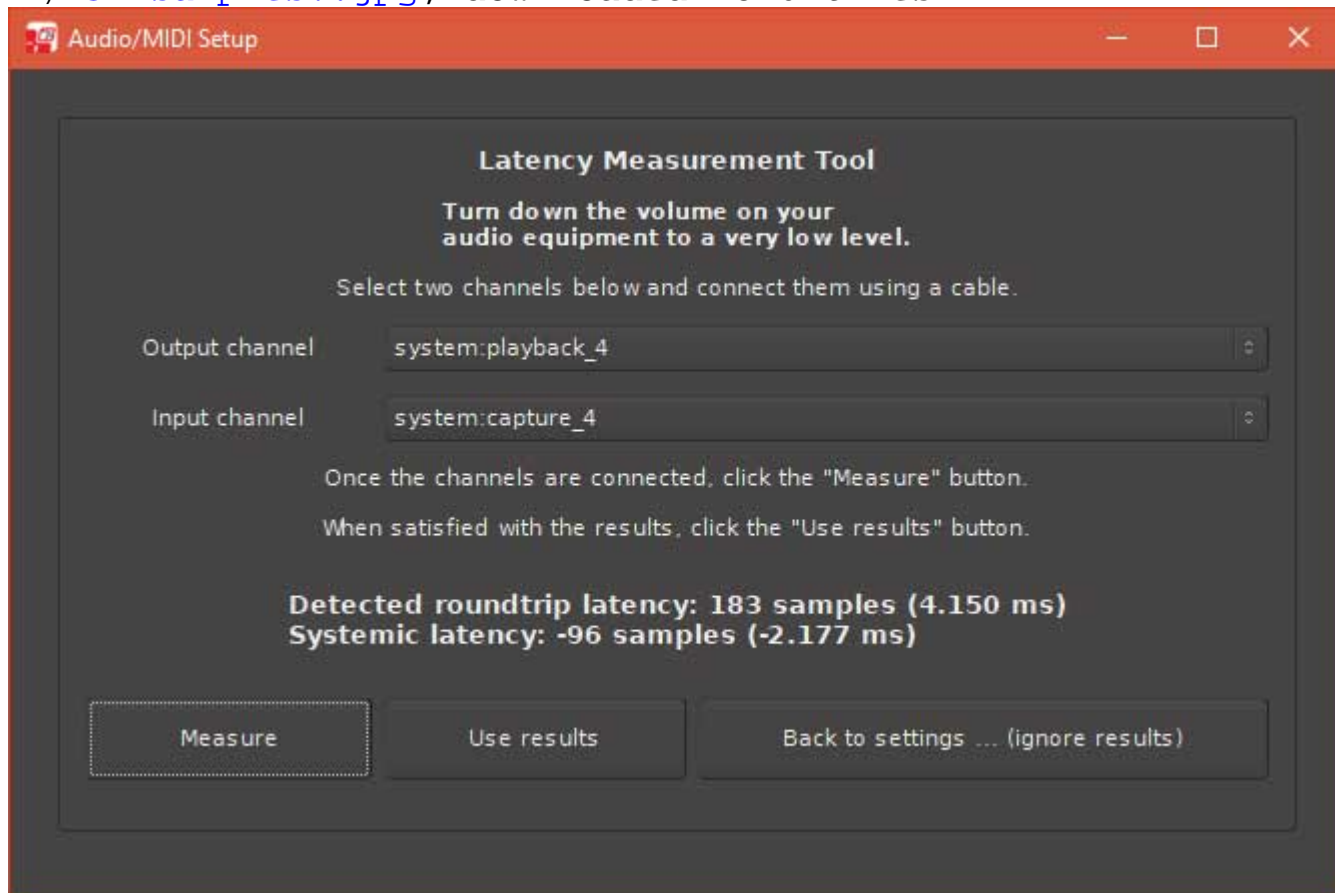 Audio/MIDI Setup
Latency Measurement Tool
Turn down the volume on your
audio equipment to a very low level.
Select two channels below and connect them using a cable.
Output channel system:playback_4
Input channel system:capture_4
Once the channels are connected, click the "Measure" button.
When satisfied with the results, click the "Use results" button.
Detected roundtrip latency: 183 samples (4.150 ms)
Systemic latency: -96 samples (-2.177 ms)
Measure Use results Back to settings ... (ignore results)